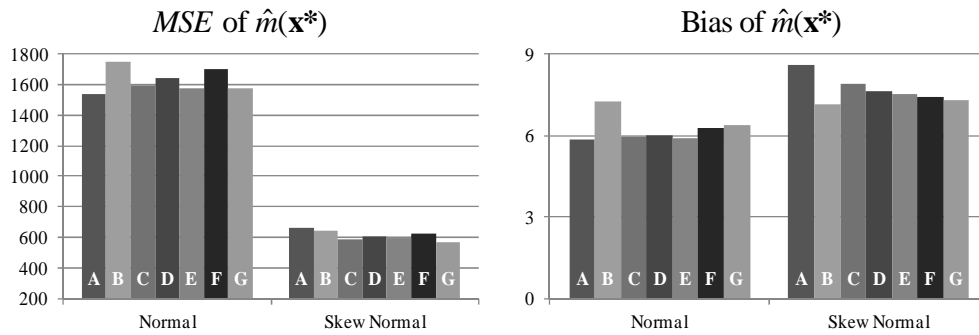 MSE of m̂(x*)
1800
1600
1400
1200
1000
800
600
400
200
A B C D E F G
A B C D E F G
Normal
Skew Normal
Bias of m̂(x*)
9
6
3
0
A B C D E F G
A B C D E F G
Normal
Skew Normal